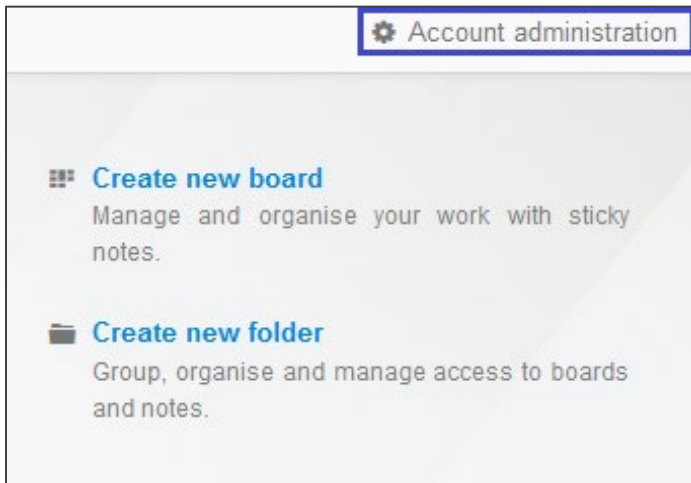 Account administration
Create new board
Manage and organise your work with sticky
notes.
Create new folder
Group, organise and manage access to boards
and notes.